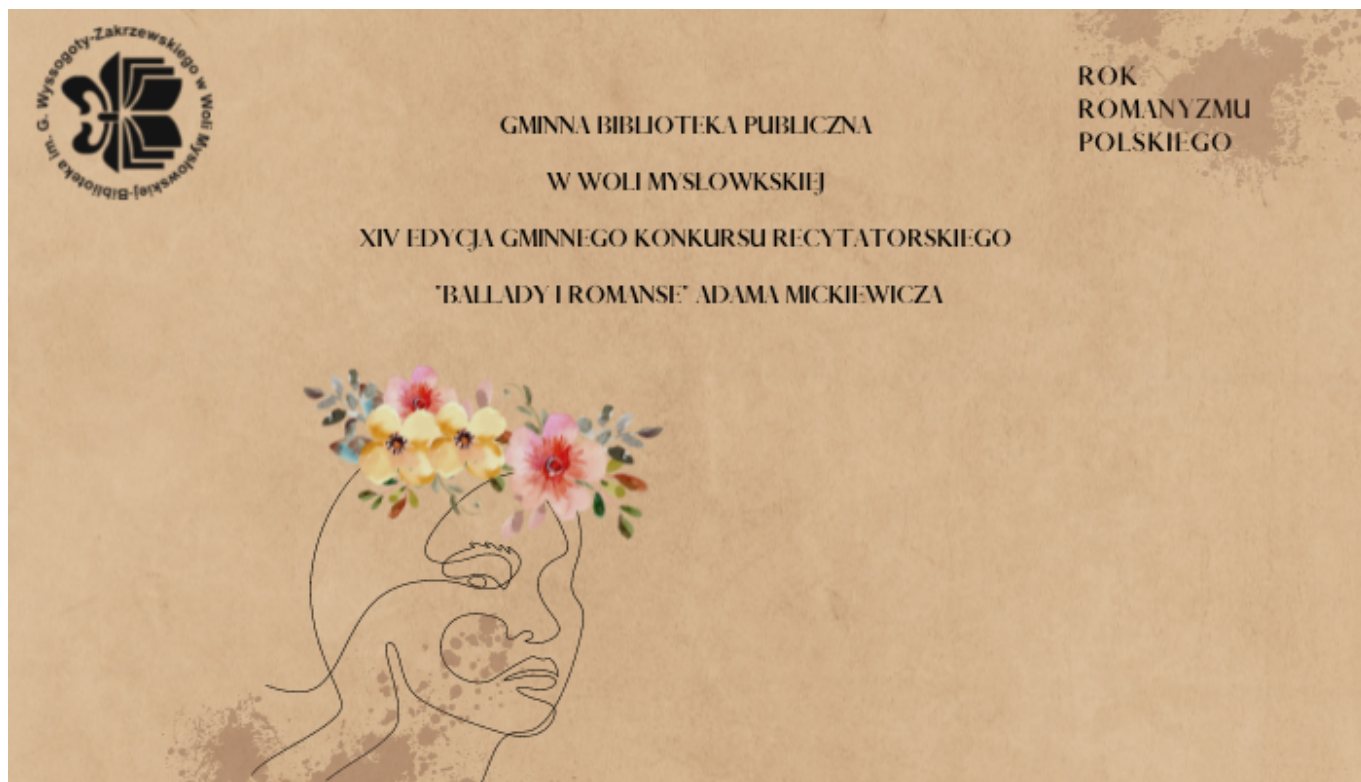 Biblioteka im. G. Wyssogoty-Zakrzewskiego w Woli Mysłowskiej-
GMINNA BIBLIOTEKA PUBLICZNA
W WOLI MYSLOWKSKIEJ
XIV EDYCJA GMINNEGO KONKURSU RECYTATORSKIEGO
"BALLADY I ROMANSE" ADAMA MICKIEWICZA
ROK
ROMANYZMU
POLSKIEGO